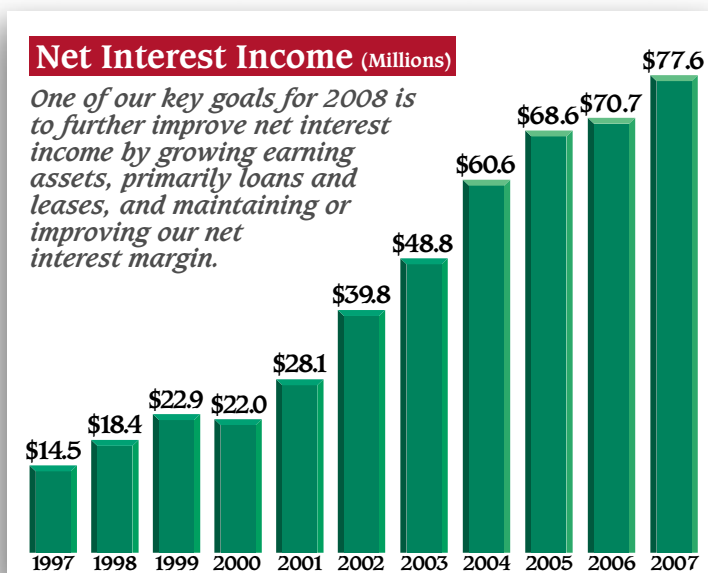 Net Interest Income (Millions)
One of our key goals for 2008 is
to further improve net interest
income by growing earning
assets, primarily loans and
leases, and maintaining or
improving our net
interest margin.
$14.5
$18.4
$22.9
$22.0
$28.1
$39.8
$48.8
$60.6
$68.6
$70.7
$77.6
1997 1998 1999 2000 2001 2002 2003 2004 2005 2006 2007